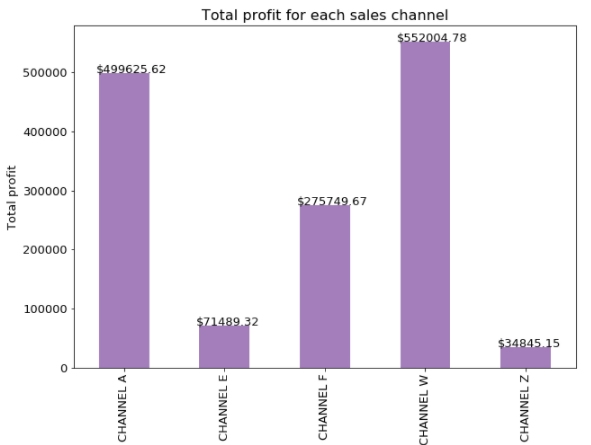 Total profit for each sales channel
Total profit
500000
400000
300000
200000
100000
0
$499625.62
$71489.32
$275749.67
$552004.78
$34845.15
CHANNEL A
CHANNEL E
CHANNEL F
CHANNEL W
CHANNEL Z